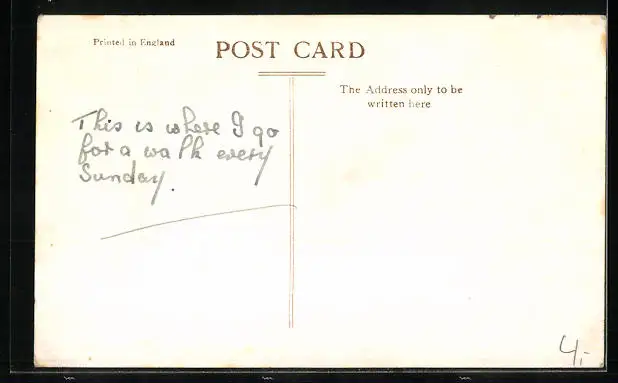 Printed in England
POST CARD
The Address only to be
written here
This is where I go
for a walk every
Sunday.
4,-